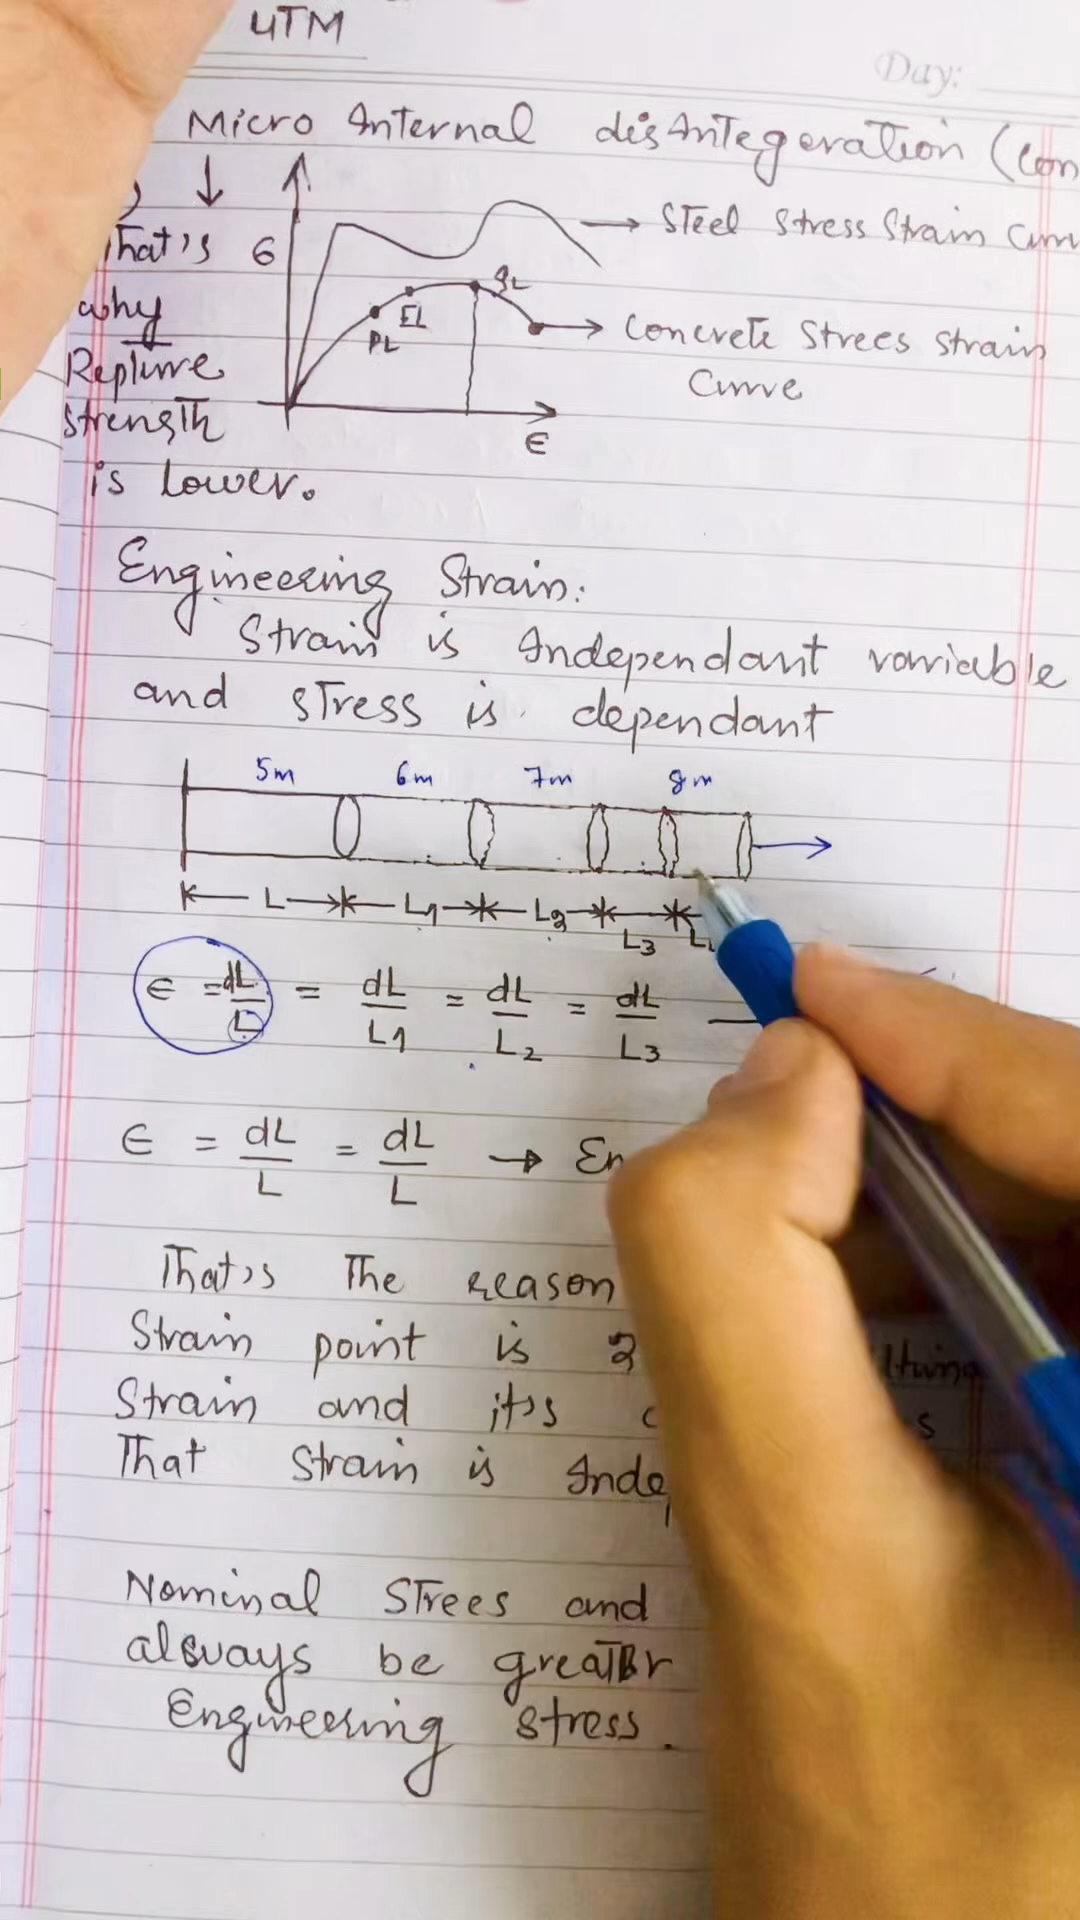 UTM
Day:
Micro Internal disintegeration (Con
↓
That's
why
Repture
strength
is lower.
6
PL
EL
ϵ
→ Steel Stress Strain Curv
→ Concrete Strees Strain
Curve
Engineering Strain:
Strain is Independant variable
and stress is dependant
5m 6m 7m 8m
L L1 L2 L3
ϵ = dL/L = dL/L1 = dL/L2 = dL/L3
ϵ = dL/L = dL/L → En
That's The reason
Strain point is 2
Strain and it's
That strain is Inde
Nominal Strees and
always be greater
Engineering stress.